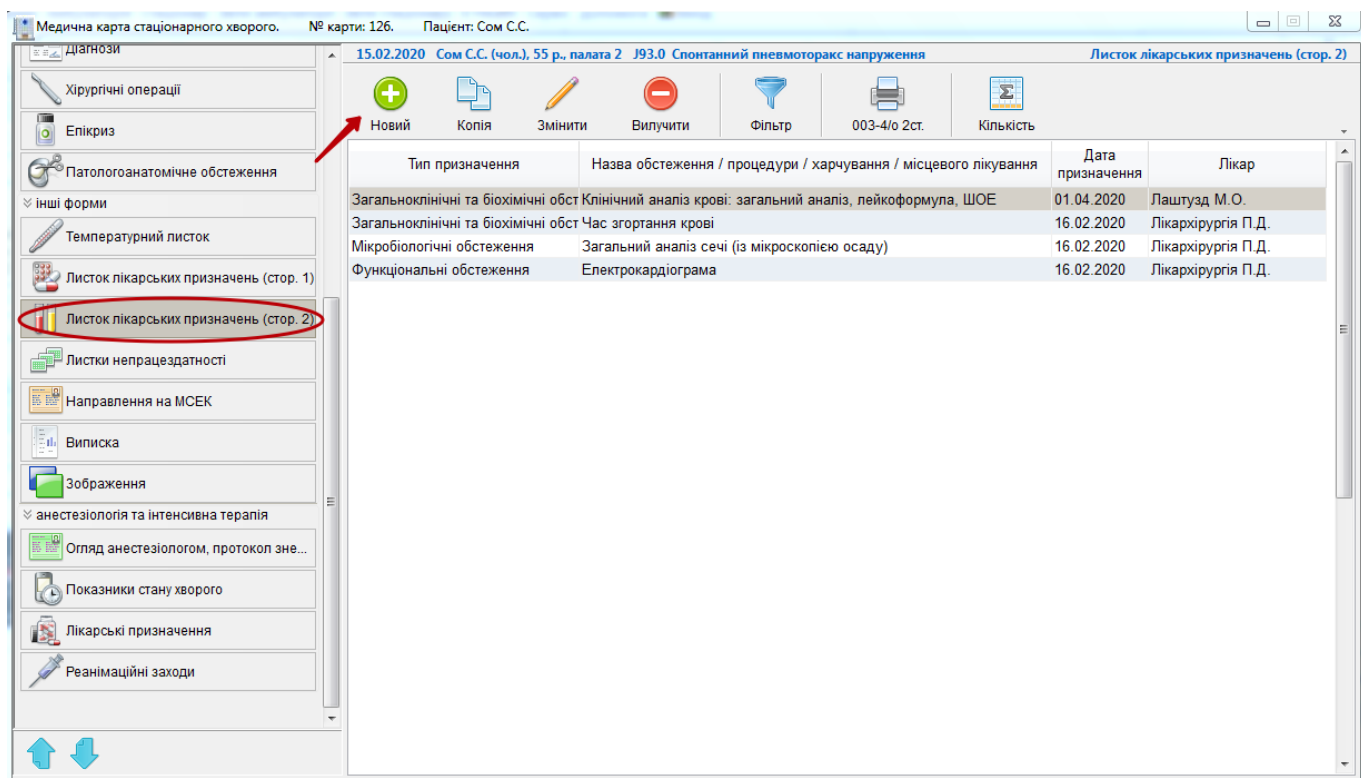 Медична карта стаціонарного хворого. № карти: 126. Пацієнт: Сом С.С.
Діагнози
Хірургічні операції
Епікриз
Патологоанатомічне обстеження
інші форми
Температурний листок
Листок лікарських призначень (стор. 1)
Листок лікарських призначень (стор. 2)
Листки непрацездатності
Направлення на МСЕК
Виписка
Зображення
анестезіологія та інтенсивна терапія
Огляд анестезіологом, протокол зне...
Показники стану хворого
Лікарські призначення
Реанімаційні заходи
15.02.2020 Сом С.С. (чол.), 55 р., палата 2 J93.0 Спонтанний пневмоторакс напруження Листок лікарських призначень (стор. 2)
Новий Копія Змінити Вилучити Фільтр 003-4/о 2ст. Кількість
Тип призначення Назва обстеження / процедури / харчування / місцевого лікування Дата призначення Лікар
Загальноклінічні та біохімічні обст Клінічний аналіз крові: загальний аналіз, лейкоформула, ШОЕ 01.04.2020 Лаштузд М.О.
Загальноклінічні та біохімічні обст Час згортання крові 16.02.2020 Лікархірургія П.Д.
Мікробіологічні обстеження Загальний аналіз сечі (із мікроскопією осаду) 16.02.2020 Лікархірургія П.Д.
Функціональні обстеження Електрокардіограма 16.02.2020 Лікархірургія П.Д.